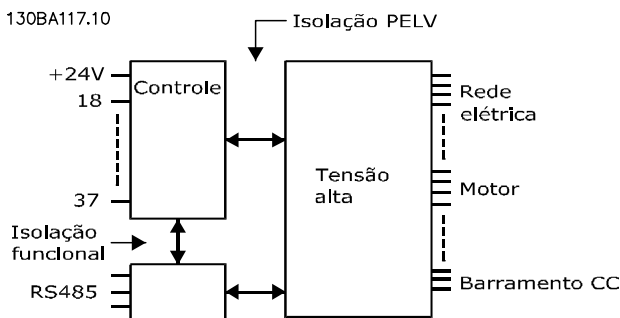 130BA117.10
Isolação PELV
+24V
18
37
Controle
Tensão
alta
Rede
elétrica
Motor
Barramento CC
Isolação
funcional
RS485